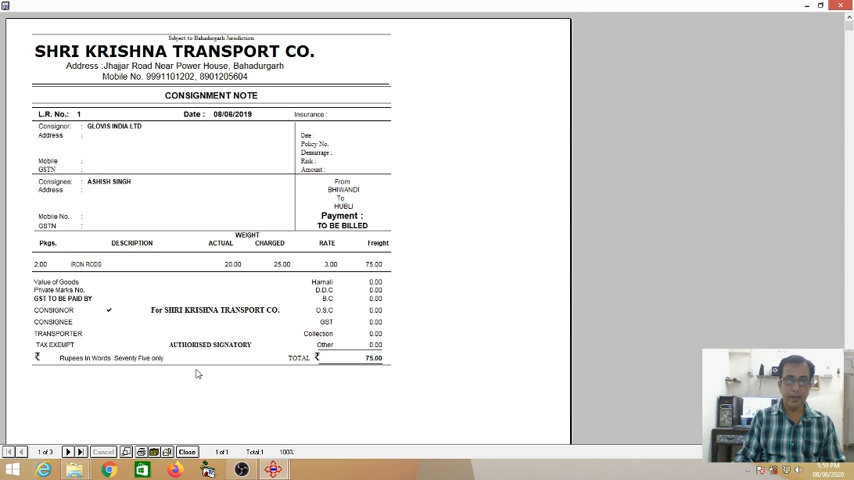 Subject to Bahadurgarh Jurisdiction
SHRI KRISHNA TRANSPORT CO.
Address :Jhajjar Road Near Power House, Bahadurgarh
Mobile No. 9991101202, 8901205604
CONSIGNMENT NOTE
L.R. No.: 1 Date : 08/06/2019 Insurance :
Consignor: GLOVIS INDIA LTD
Address :
Date :
Policy No.
Demarrage :
Mobile : Risk :
GSTN : Amount :
Consignee: ASHISH SINGH From
Address : BHIWANDI
To
HUBLI
Mobile No. : Payment :
GSTN : TO BE BILLED
WEIGHT
Pkgs. DESCRIPTION ACTUAL CHARGED RATE Freight
2.00 IRON RODS 20.00 25.00 3.00 75.00
Value of Goods Hamali 0.00
Private Marks No. D.D.C 0.00
GST TO BE PAID BY B.C 0.00
CONSIGNOR ✓ For SHRI KRISHNA TRANSPORT CO. O.S.C 0.00
CONSIGNEE GST 0.00
TRANSPORTER Collection 0.00
TAX EXEMPT AUTHORISED SIGNATORY Other 0.00
₹ Rupees In Words :Seventy Five only TOTAL ₹ 75.00
1 of 3 Cancel Close 1 of 1 Total:1 100%
5:59 PM
08/06/2020